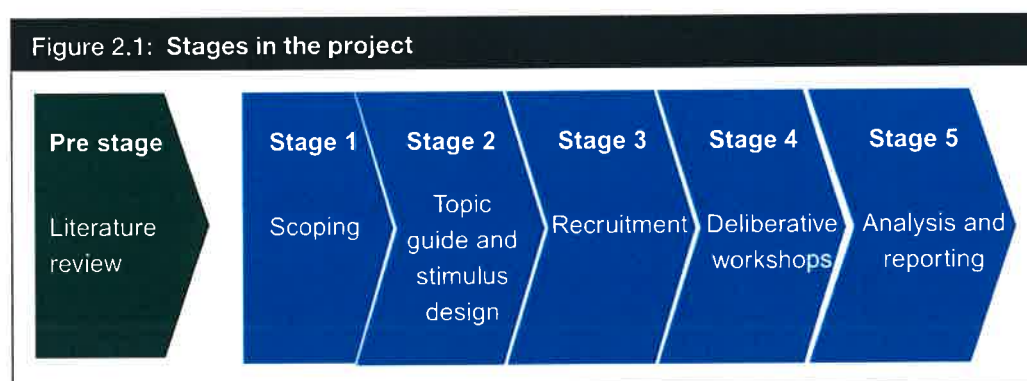 Figure 2.1: Stages in the project
Pre stage
Literature
review
Stage 1
Scoping
Stage 2
Topic
guide and
stimulus
design
Stage 3
Recruitment
Stage 4
Deliberative
workshops
Stage 5
Analysis and
reporting